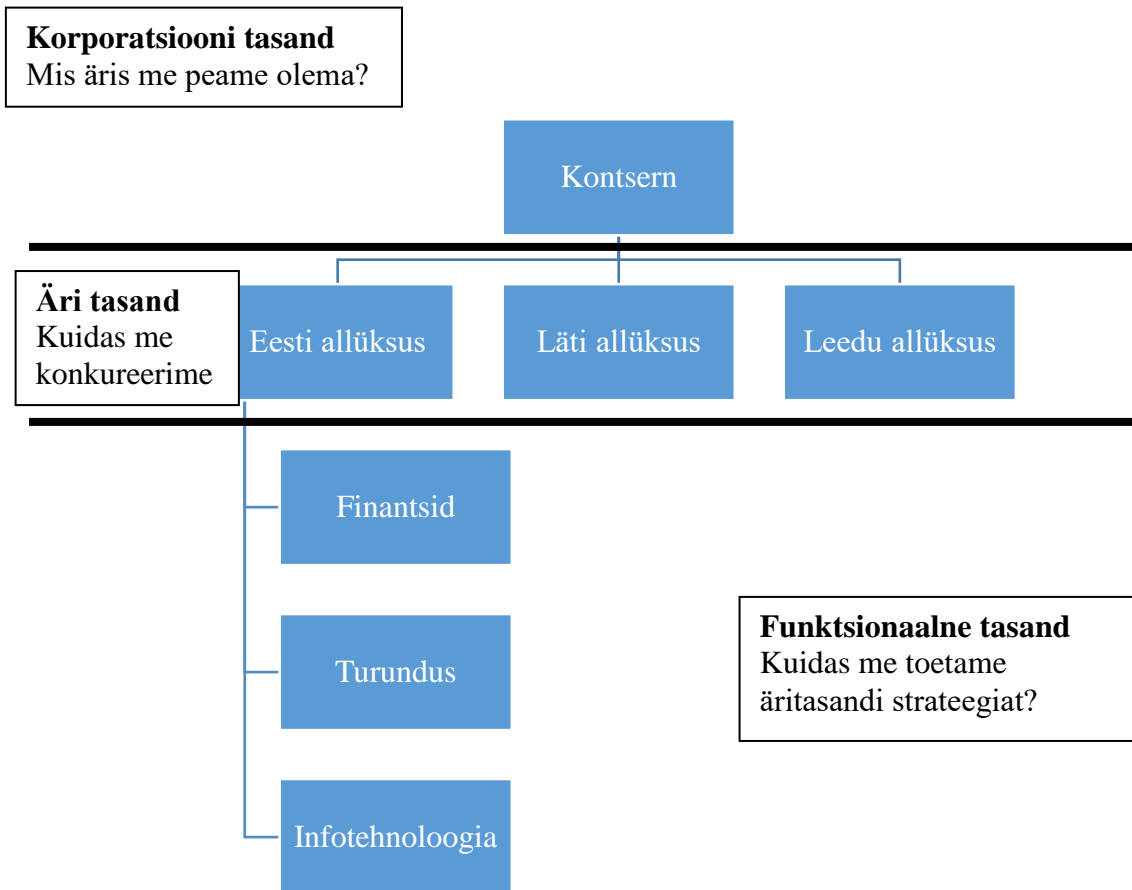 Korporatsiooni tasand
Mis äris me peame olema?
Kontsern
Äri tasand
Kuidas me
konkureerime
Eesti allüksus
Läti allüksus
Leedu allüksus
Finantsid
Turundus
Funktsionaalne tasand
Kuidas me toetame
äritasandi strateegiat?
Infotehnoloogia